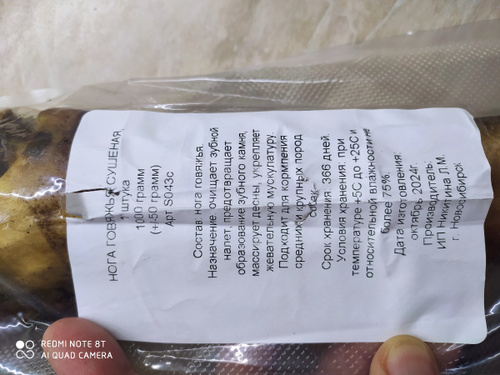 НОГА ГОВЯЖЬЯ СУШЕНАЯ,
1 штука
1000 грамм
(+-150 грамм)
Арт. S043с
Состав: нога говяжья.
Назначение: очищает зубной
налет, предотвращает
образование зубного камня,
массирует десны, укрепляет
жевательную мускулатуру.
Подходит для кормления
средних и крупных пород
собак.
Срок хранения: 365 дней.
Условия хранения: при
температуре +5С до +25С и
относительной влажности не
более 75%.
Дата изготовления:
октябрь 2024г.
Производитель:
ИП Никитина Л.М.
г. Новосибирск
REDMI NOTE 8T
AI QUAD CAMERA